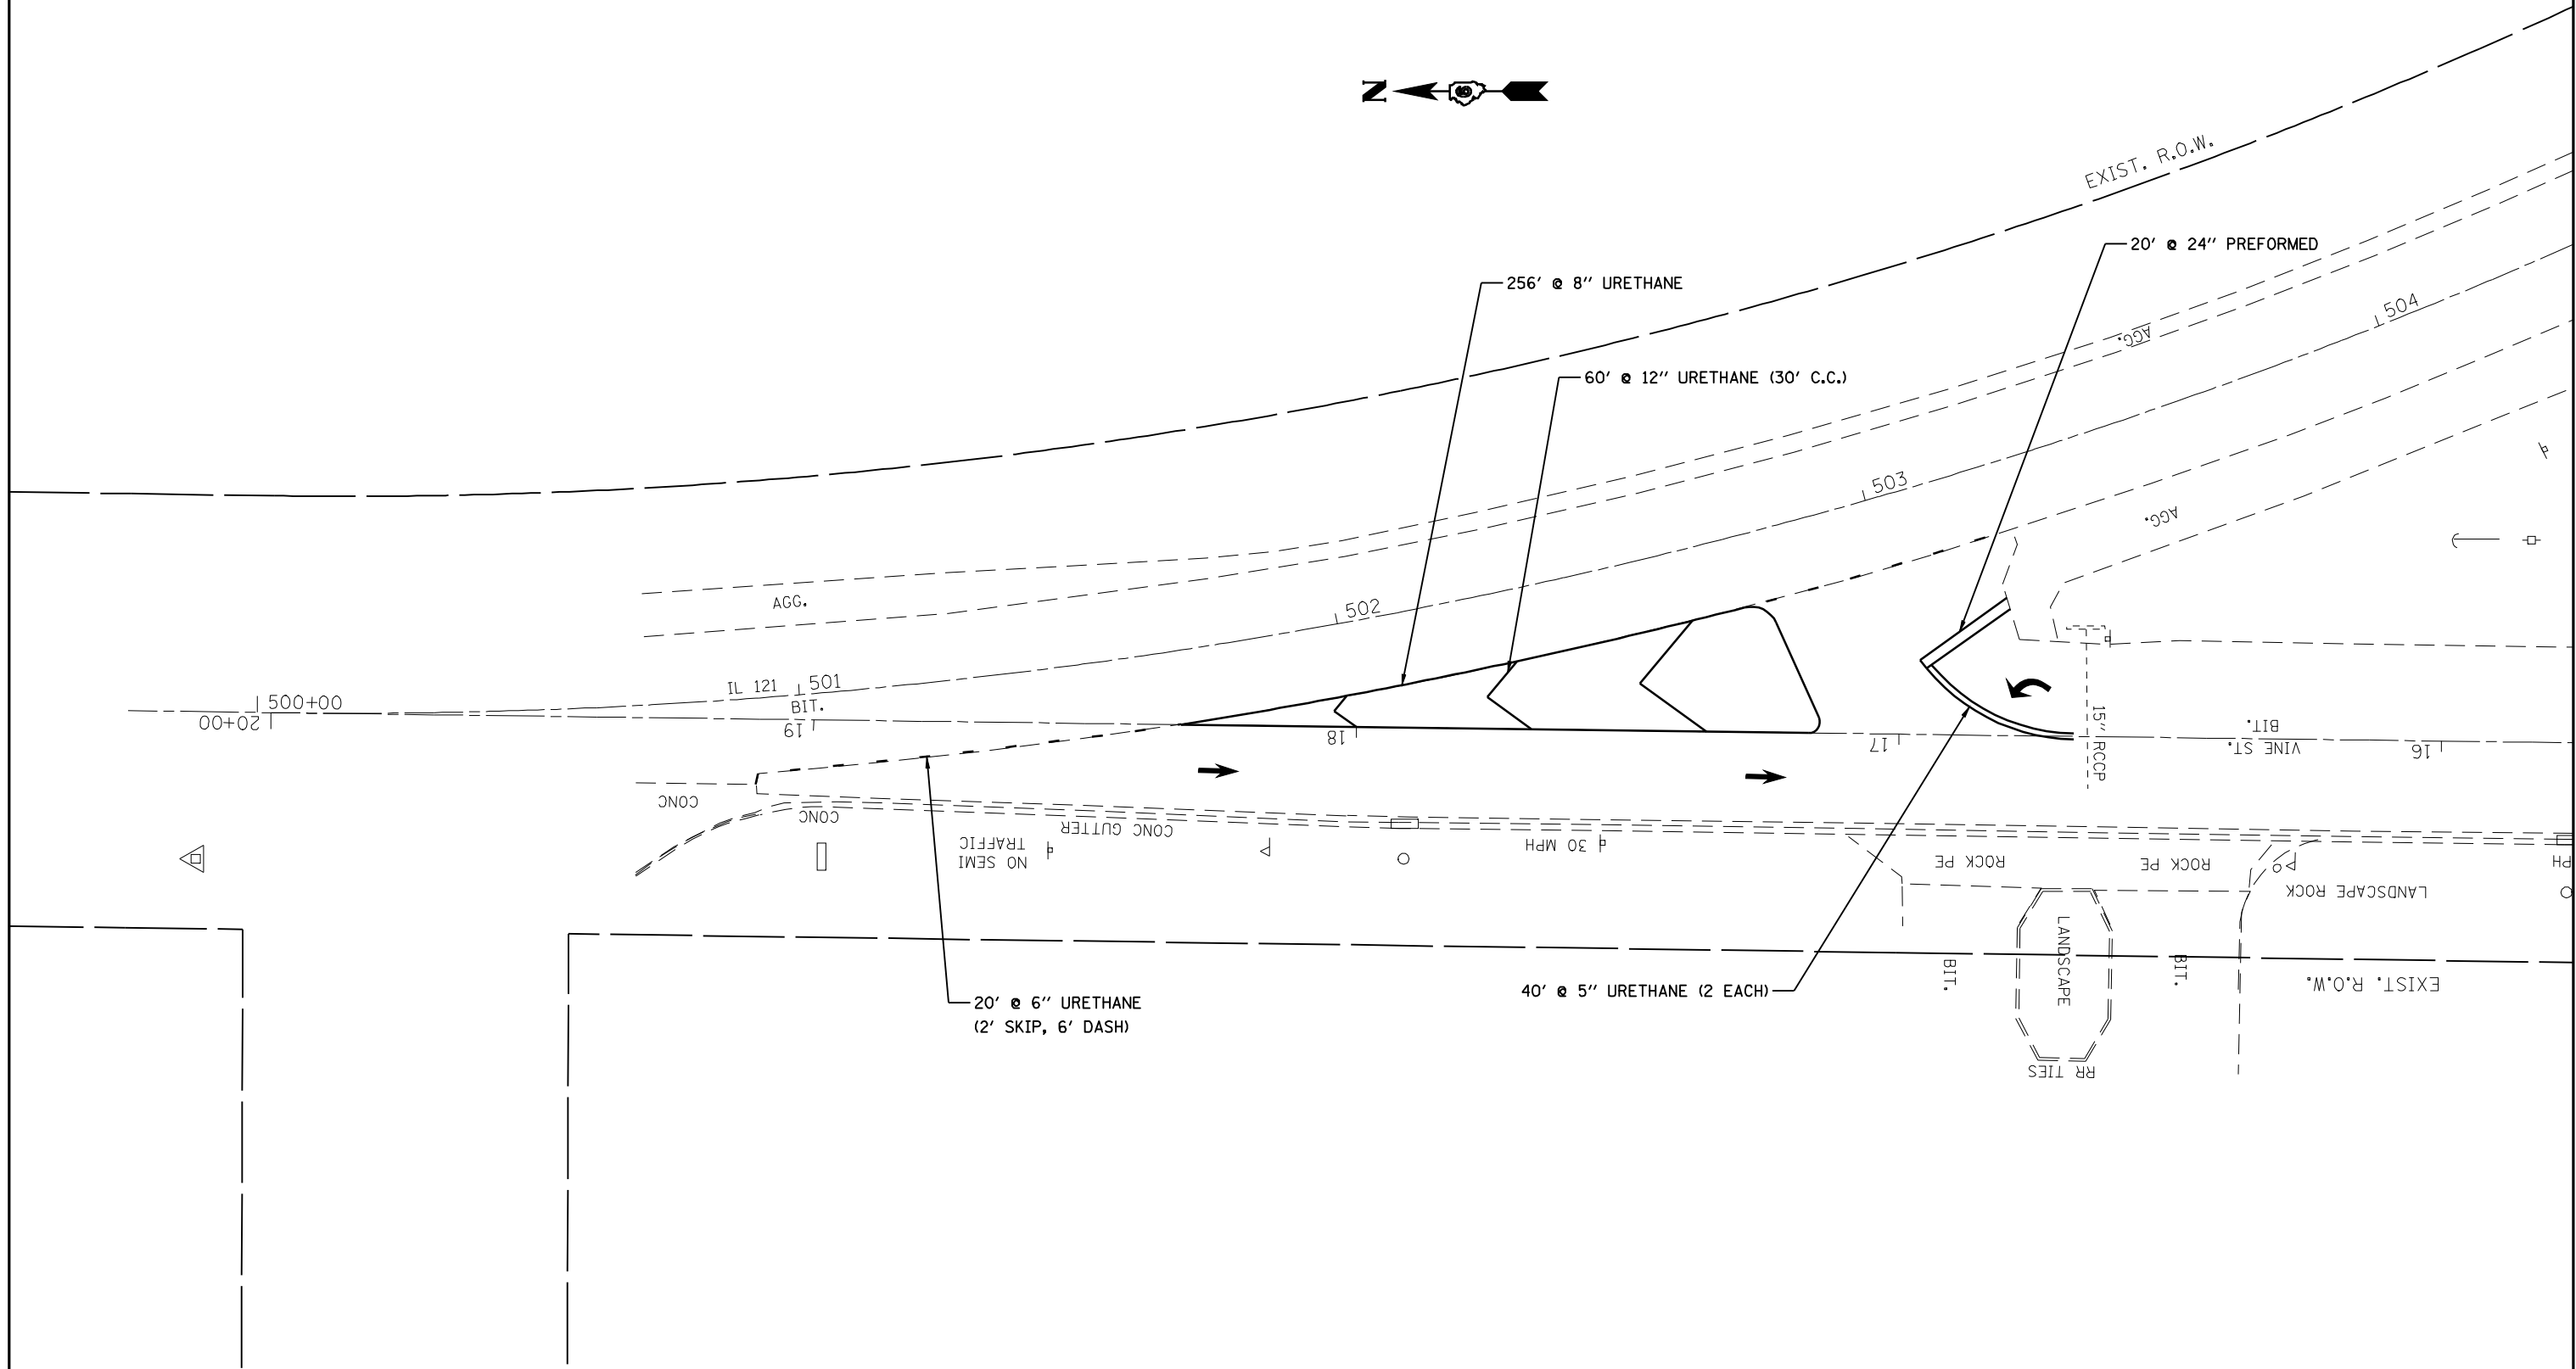 N
EXIST. R.O.W.
20' @ 24" PREFORMED
256' @ 8" URETHANE
504
AGG.
60' @ 12" URETHANE (30' C.C.)
503
AGG.
AGG.
502
IL 121
501
BIT.
500+00
20+00
19
18
17
16
15" RCCP
BIT.
VINE ST.
CONC
CONC
CONC GUTTER
NO SEMI
TRAFFIC
30 MPH
ROCK PE
ROCK PE
PH
LANDSCAPE ROCK
LANDSCAPE
BIT.
BIT.
EXIST. R.O.W.
40' @ 5" URETHANE (2 EACH)
20' @ 6" URETHANE
(2' SKIP, 6' DASH)
RR TIES